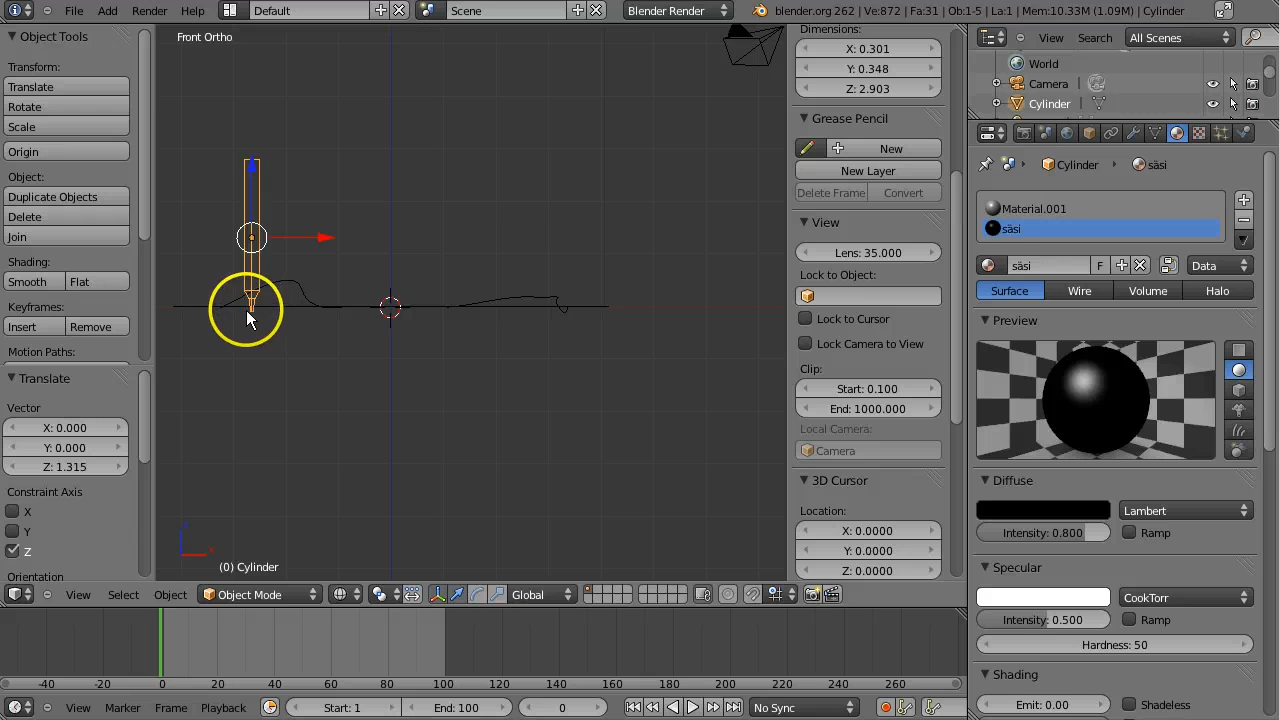 File Add Render Help Default Scene Blender Render blender.org 262 | Ve:872 | Fa:31 | Ob:1-5 | La:1 | Mem:10.33M (1.09M) | Cylinder
Object Tools
Transform:
Translate
Rotate
Scale
Origin
Object:
Duplicate Objects
Delete
Join
Shading:
Smooth Flat
Keyframes:
Insert Remove
Motion Paths:
Translate
Vector
X: 0.000
Y: 0.000
Z: 1.315
Constraint Axis
X
Y
Z
Orientation
Front Ortho
(0) Cylinder
Dimensions:
X: 0.301
Y: 0.348
Z: 2.903
Grease Pencil
New
New Layer
Delete Frame Convert
View
Lens: 35.000
Lock to Object:
Lock to Cursor
Lock Camera to View
Clip:
Start: 0.100
End: 1000.000
Local Camera:
Camera
3D Cursor
Location:
X: 0.0000
Y: 0.0000
Z: 0.0000
View Search All Scenes
World
Camera
Cylinder
Cylinder säsi
Material.001
säsi
säsi F Data
Surface Wire Volume Halo
Preview
Diffuse
Lambert
Intensity: 0.800 Ramp
Specular
CookTorr
Intensity: 0.500 Ramp
Hardness: 50
Shading
Emit: 0.00 Shadeless
View Select Object Object Mode Global
-40 -20 0 20 40 60 80 100 120 140 160 180 200 220 240 260
View Marker Frame Playback Start: 1 End: 100 0 No Sync